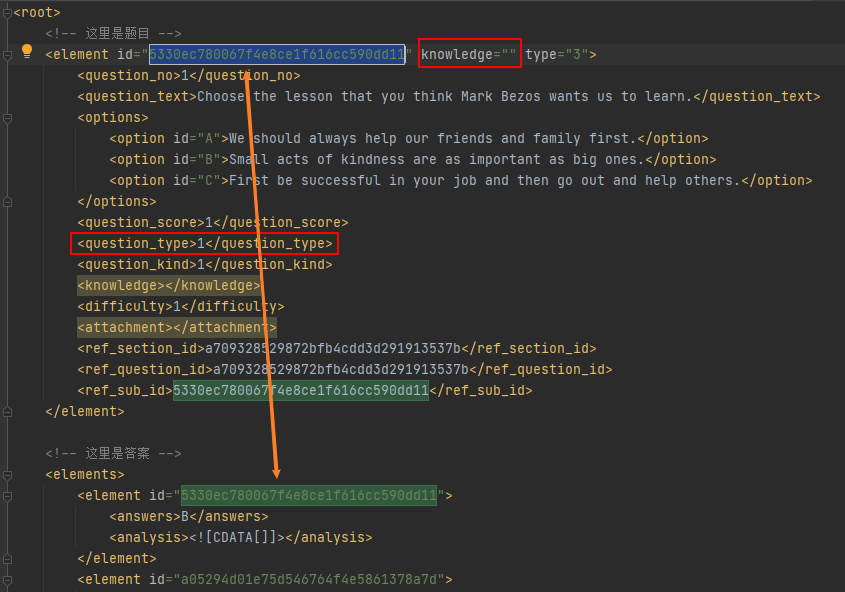 <root>
<!-- 这里是题目 -->
<element id="5330ec780067f4e8ce1f616cc590dd11" knowledge="" type="3">
<question_no>1</question_no>
<question_text>Choose the lesson that you think Mark Bezos wants us to learn.</question_text>
<options>
<option id="A">We should always help our friends and family first.</option>
<option id="B">Small acts of kindness are as important as big ones.</option>
<option id="C">First be successful in your job and then go out and help others.</option>
</options>
<question_score>1</question_score>
<question_type>1</question_type>
<question_kind>1</question_kind>
<knowledge></knowledge>
<difficulty>1</difficulty>
<attachment></attachment>
<ref_section_id>a709328529872bfb4cdd3d291913537b</ref_section_id>
<ref_question_id>a709328529872bfb4cdd3d291913537b</ref_question_id>
<ref_sub_id>5330ec780067f4e8ce1f616cc590dd11</ref_sub_id>
</element>
<!-- 这里是答案 -->
<elements>
<element id="5330ec780067f4e8ce1f616cc590dd11">
<answers>B</answers>
<analysis><![CDATA[]]></analysis>
</element>
<element id="a05294d01e75d546764f4e5861378a7d">